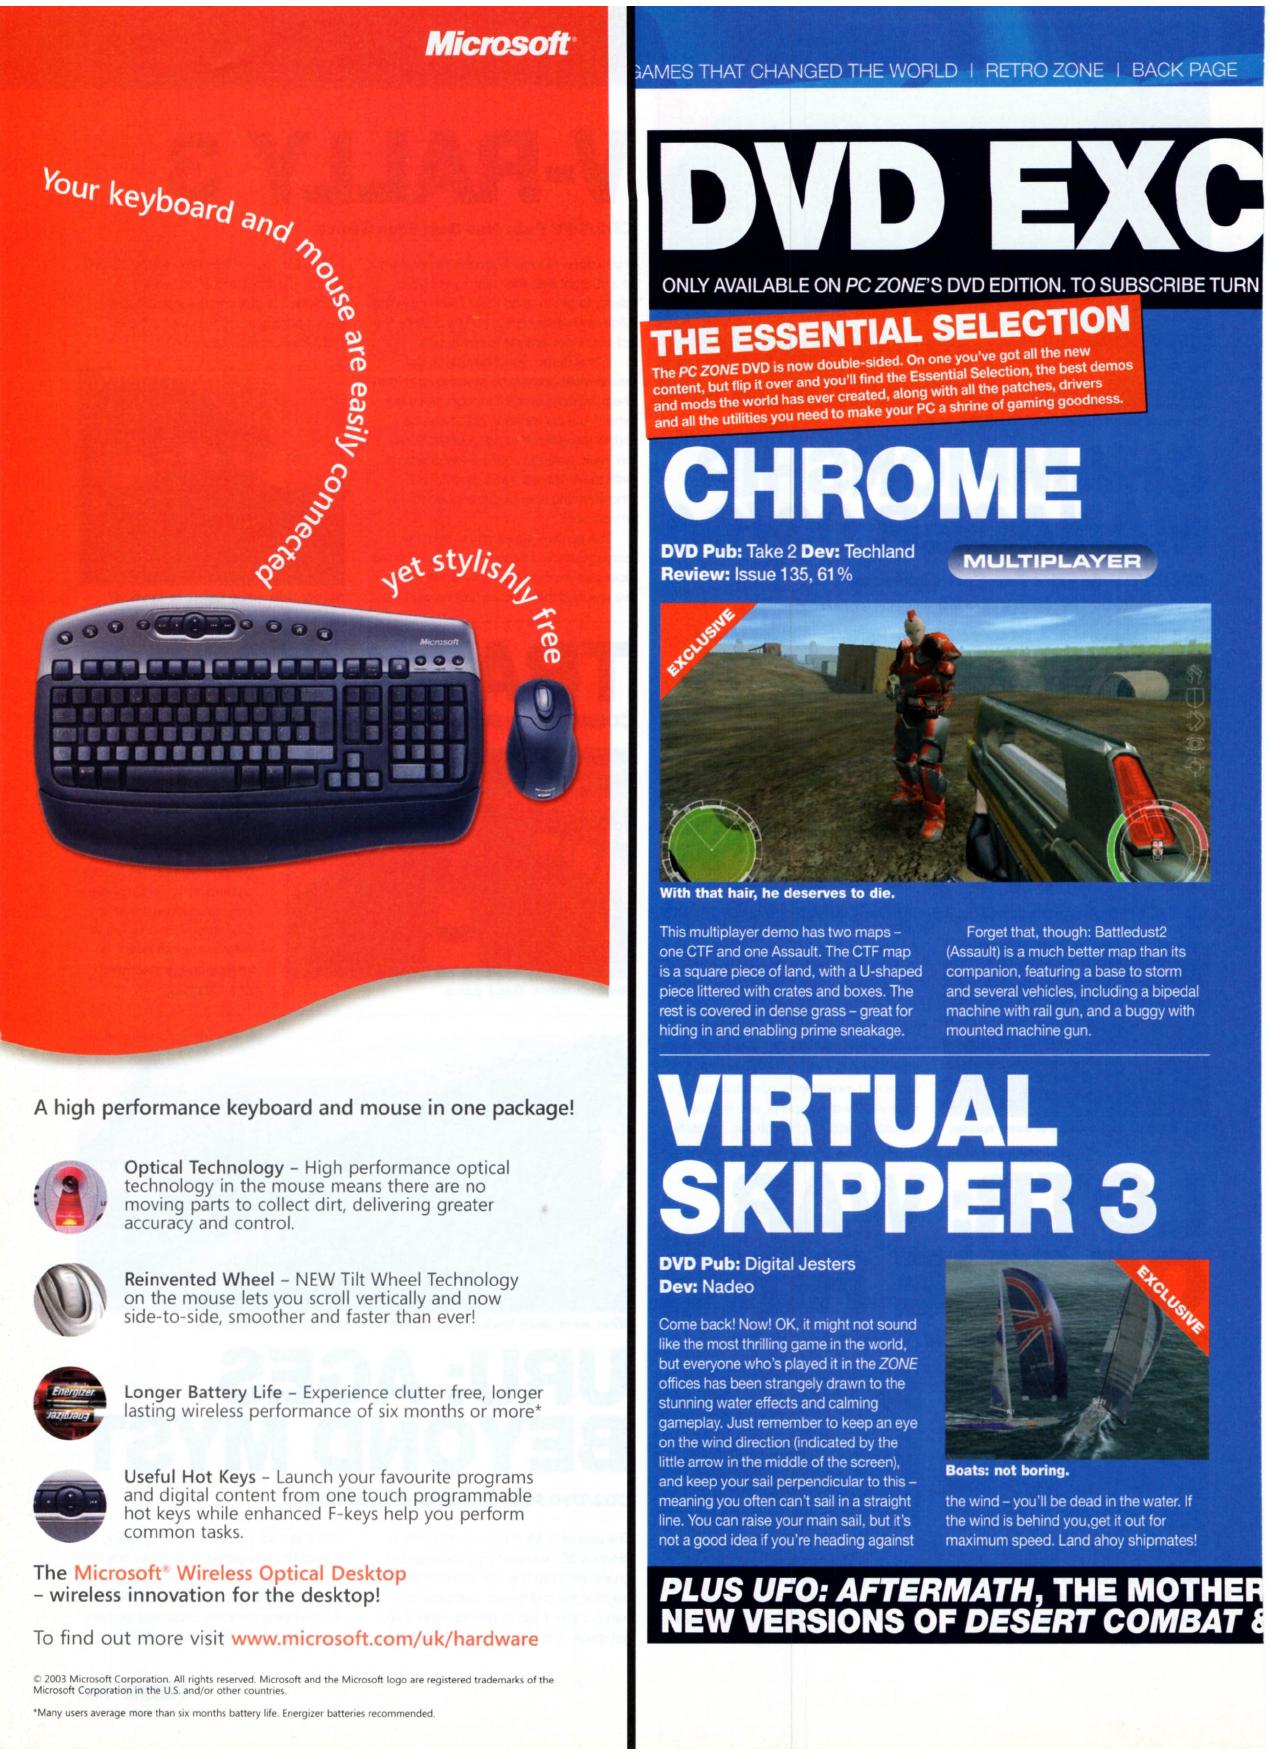 Microsoft®
Your keyboard and mouse are easily connected
yet stylishly free
Microsoft
A high performance keyboard and mouse in one package!
Optical Technology – High performance optical
technology in the mouse means there are no
moving parts to collect dirt, delivering greater
accuracy and control.
Reinvented Wheel – NEW Tilt Wheel Technology
on the mouse lets you scroll vertically and now
side-to-side, smoother and faster than ever!
Energizer
Energizer
Longer Battery Life – Experience clutter free, longer
lasting wireless performance of six months or more*
Useful Hot Keys – Launch your favourite programs
and digital content from one touch programmable
hot keys while enhanced F-keys help you perform
common tasks.
The Microsoft® Wireless Optical Desktop
– wireless innovation for the desktop!
To find out more visit www.microsoft.com/uk/hardware
© 2003 Microsoft Corporation. All rights reserved. Microsoft and the Microsoft logo are registered trademarks of the
Microsoft Corporation in the U.S. and/or other countries.
*Many users average more than six months battery life. Energizer batteries recommended.
GAMES THAT CHANGED THE WORLD | RETRO ZONE | BACK PAGE
DVD EXC
ONLY AVAILABLE ON PC ZONE'S DVD EDITION. TO SUBSCRIBE TURN
THE ESSENTIAL SELECTION
The PC ZONE DVD is now double-sided. On one you've got all the new
content, but flip it over and you'll find the Essential Selection, the best demos
and mods the world has ever created, along with all the patches, drivers
and all the utilities you need to make your PC a shrine of gaming goodness.
CHROME
DVD Pub: Take 2 Dev: Techland
Review: Issue 135, 61%
MULTIPLAYER
EXCLUSIVE
With that hair, he deserves to die.
This multiplayer demo has two maps –
one CTF and one Assault. The CTF map
is a square piece of land, with a U-shaped
piece littered with crates and boxes. The
rest is covered in dense grass – great for
hiding in and enabling prime sneakage.
Forget that, though: Battledust2
(Assault) is a much better map than its
companion, featuring a base to storm
and several vehicles, including a bipedal
machine with rail gun, and a buggy with
mounted machine gun.
VIRTUAL
SKIPPER 3
DVD Pub: Digital Jesters
Dev: Nadeo
Come back! Now! OK, it might not sound
like the most thrilling game in the world,
but everyone who's played it in the ZONE
offices has been strangely drawn to the
stunning water effects and calming
gameplay. Just remember to keep an eye
on the wind direction (indicated by the
little arrow in the middle of the screen),
and keep your sail perpendicular to this –
meaning you often can't sail in a straight
line. You can raise your main sail, but it's
not a good idea if you're heading against
EXCLUSIVE
Boats: not boring.
the wind – you'll be dead in the water. If
the wind is behind you,get it out for
maximum speed. Land ahoy shipmates!
PLUS UFO: AFTERMATH, THE MOTHER
NEW VERSIONS OF DESERT COMBAT &